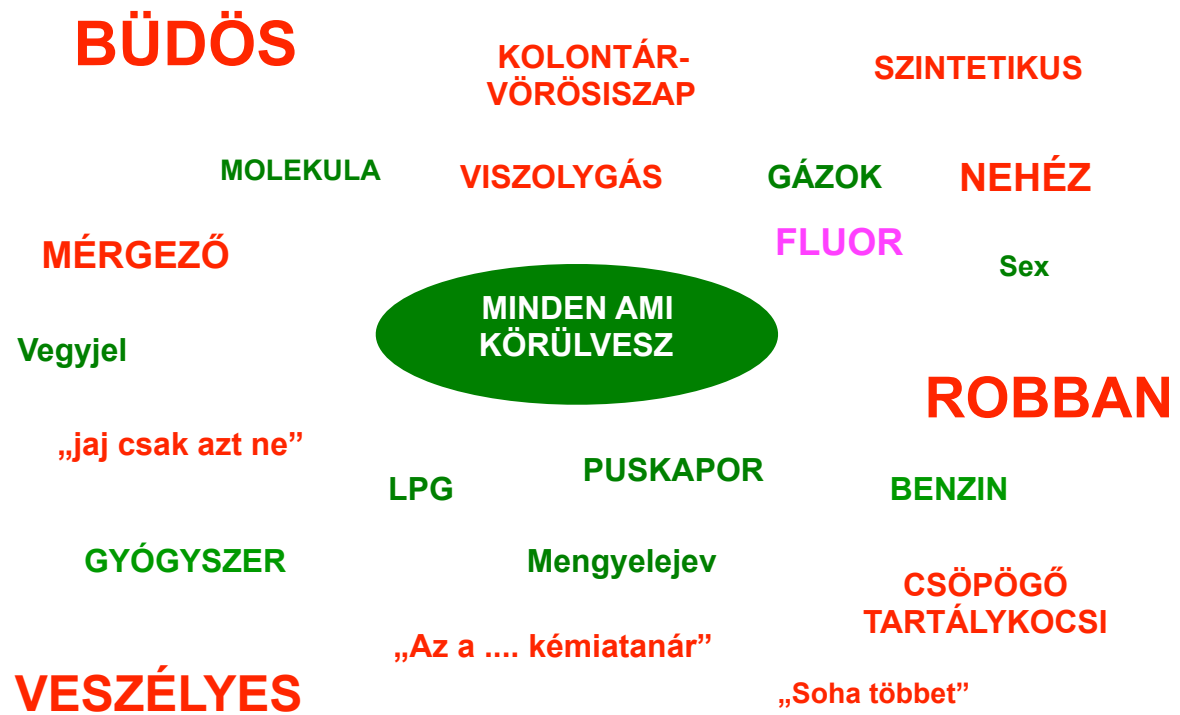 BÜDÖS
KOLONTÁR-
VÖRÖSISZAP
SZINTETIKUS
MOLEKULA
VISZOLYGÁS
GÁZOK
NEHÉZ
MÉRGEZŐ
FLUOR
Sex
MINDEN AMI
KÖRÜLVESZ
Vegyjel
ROBBAN
„jaj csak azt ne”
LPG
PUSKAPOR
BENZIN
GYÓGYSZER
Mengyelejev
CSÖPÖGŐ
TARTÁLYKOCSI
„Az a .... kémiatanár”
VESZÉLYES
„Soha többet”